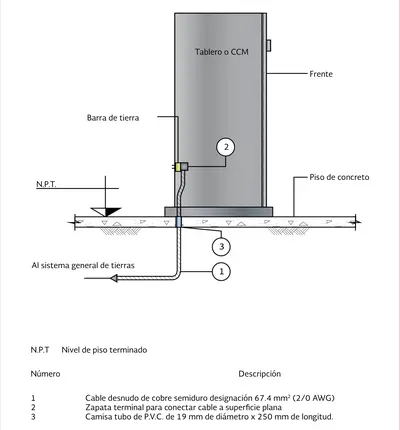 Tablero o CCM
Frente
Barra de tierra
2
Piso de concreto
N.P.T.
3
Al sistema general de tierras
1
N.P.T Nivel de piso terminado
Número Descripción
1 Cable desnudo de cobre semiduro designación 67.4 mm² (2/0 AWG)
2 Zapata terminal para conectar cable a superficie plana
3 Camisa tubo de P.V.C. de 19 mm de diámetro x 250 mm de longitud.